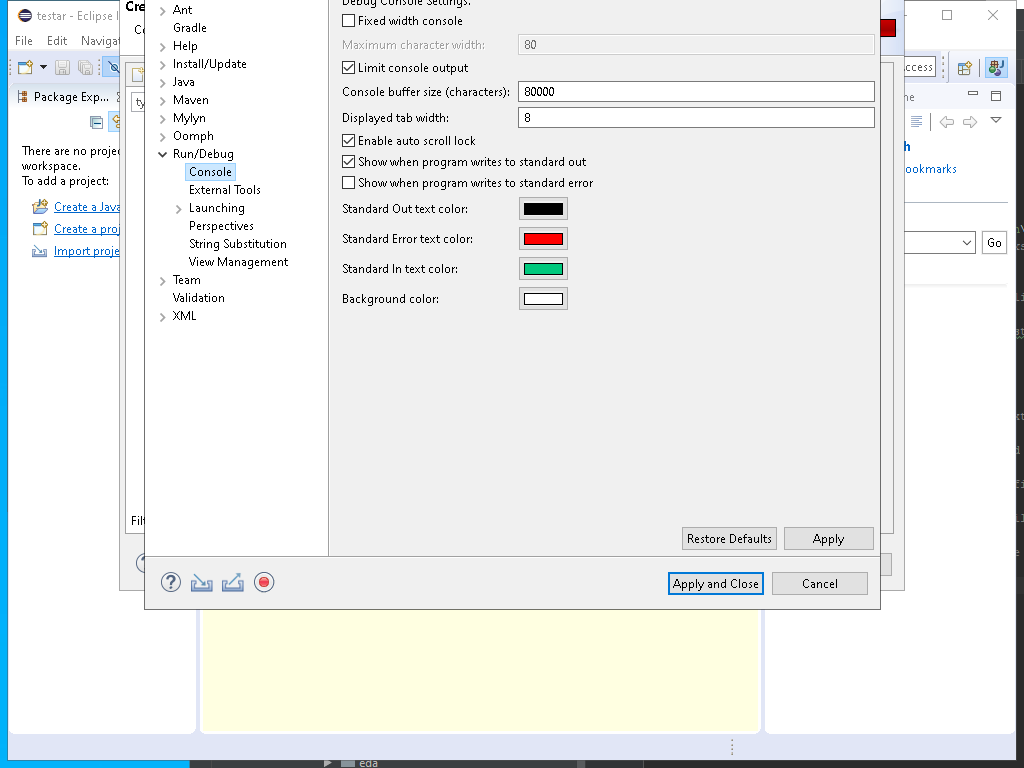 testar - Eclipse I
File Edit Navigat
Package Exp...
There are no proje
workspace.
To add a project:
Create a Java
Create a proj
Import proje
Cre
Ant
Gradle
Help
Install/Update
Java
Maven
Mylyn
Oomph
Run/Debug
Console
External Tools
Launching
Perspectives
String Substitution
View Management
Team
Validation
XML
Debug Console Settings.
Fixed width console
Maximum character width: 80
Limit console output
Console buffer size (characters): 80000
Displayed tab width: 8
Enable auto scroll lock
Show when program writes to standard out
Show when program writes to standard error
Standard Out text color:
Standard Error text color:
Standard In text color:
Background color:
Restore Defaults Apply
Apply and Close Cancel
ty
Filt
ccess
ne
h
ookmarks
Go
eda